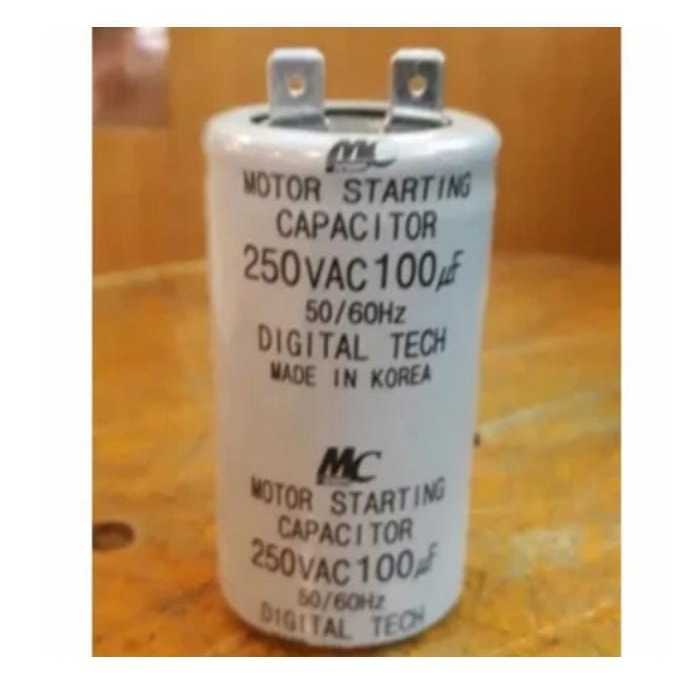 MC
MOTOR STARTING
CAPACITOR
250VAC100µF
50/60Hz
DIGITAL TECH
MADE IN KOREA
MC
MOTOR STARTING
CAPACITOR
250VAC100µF
50/60Hz
DIGITAL TECH